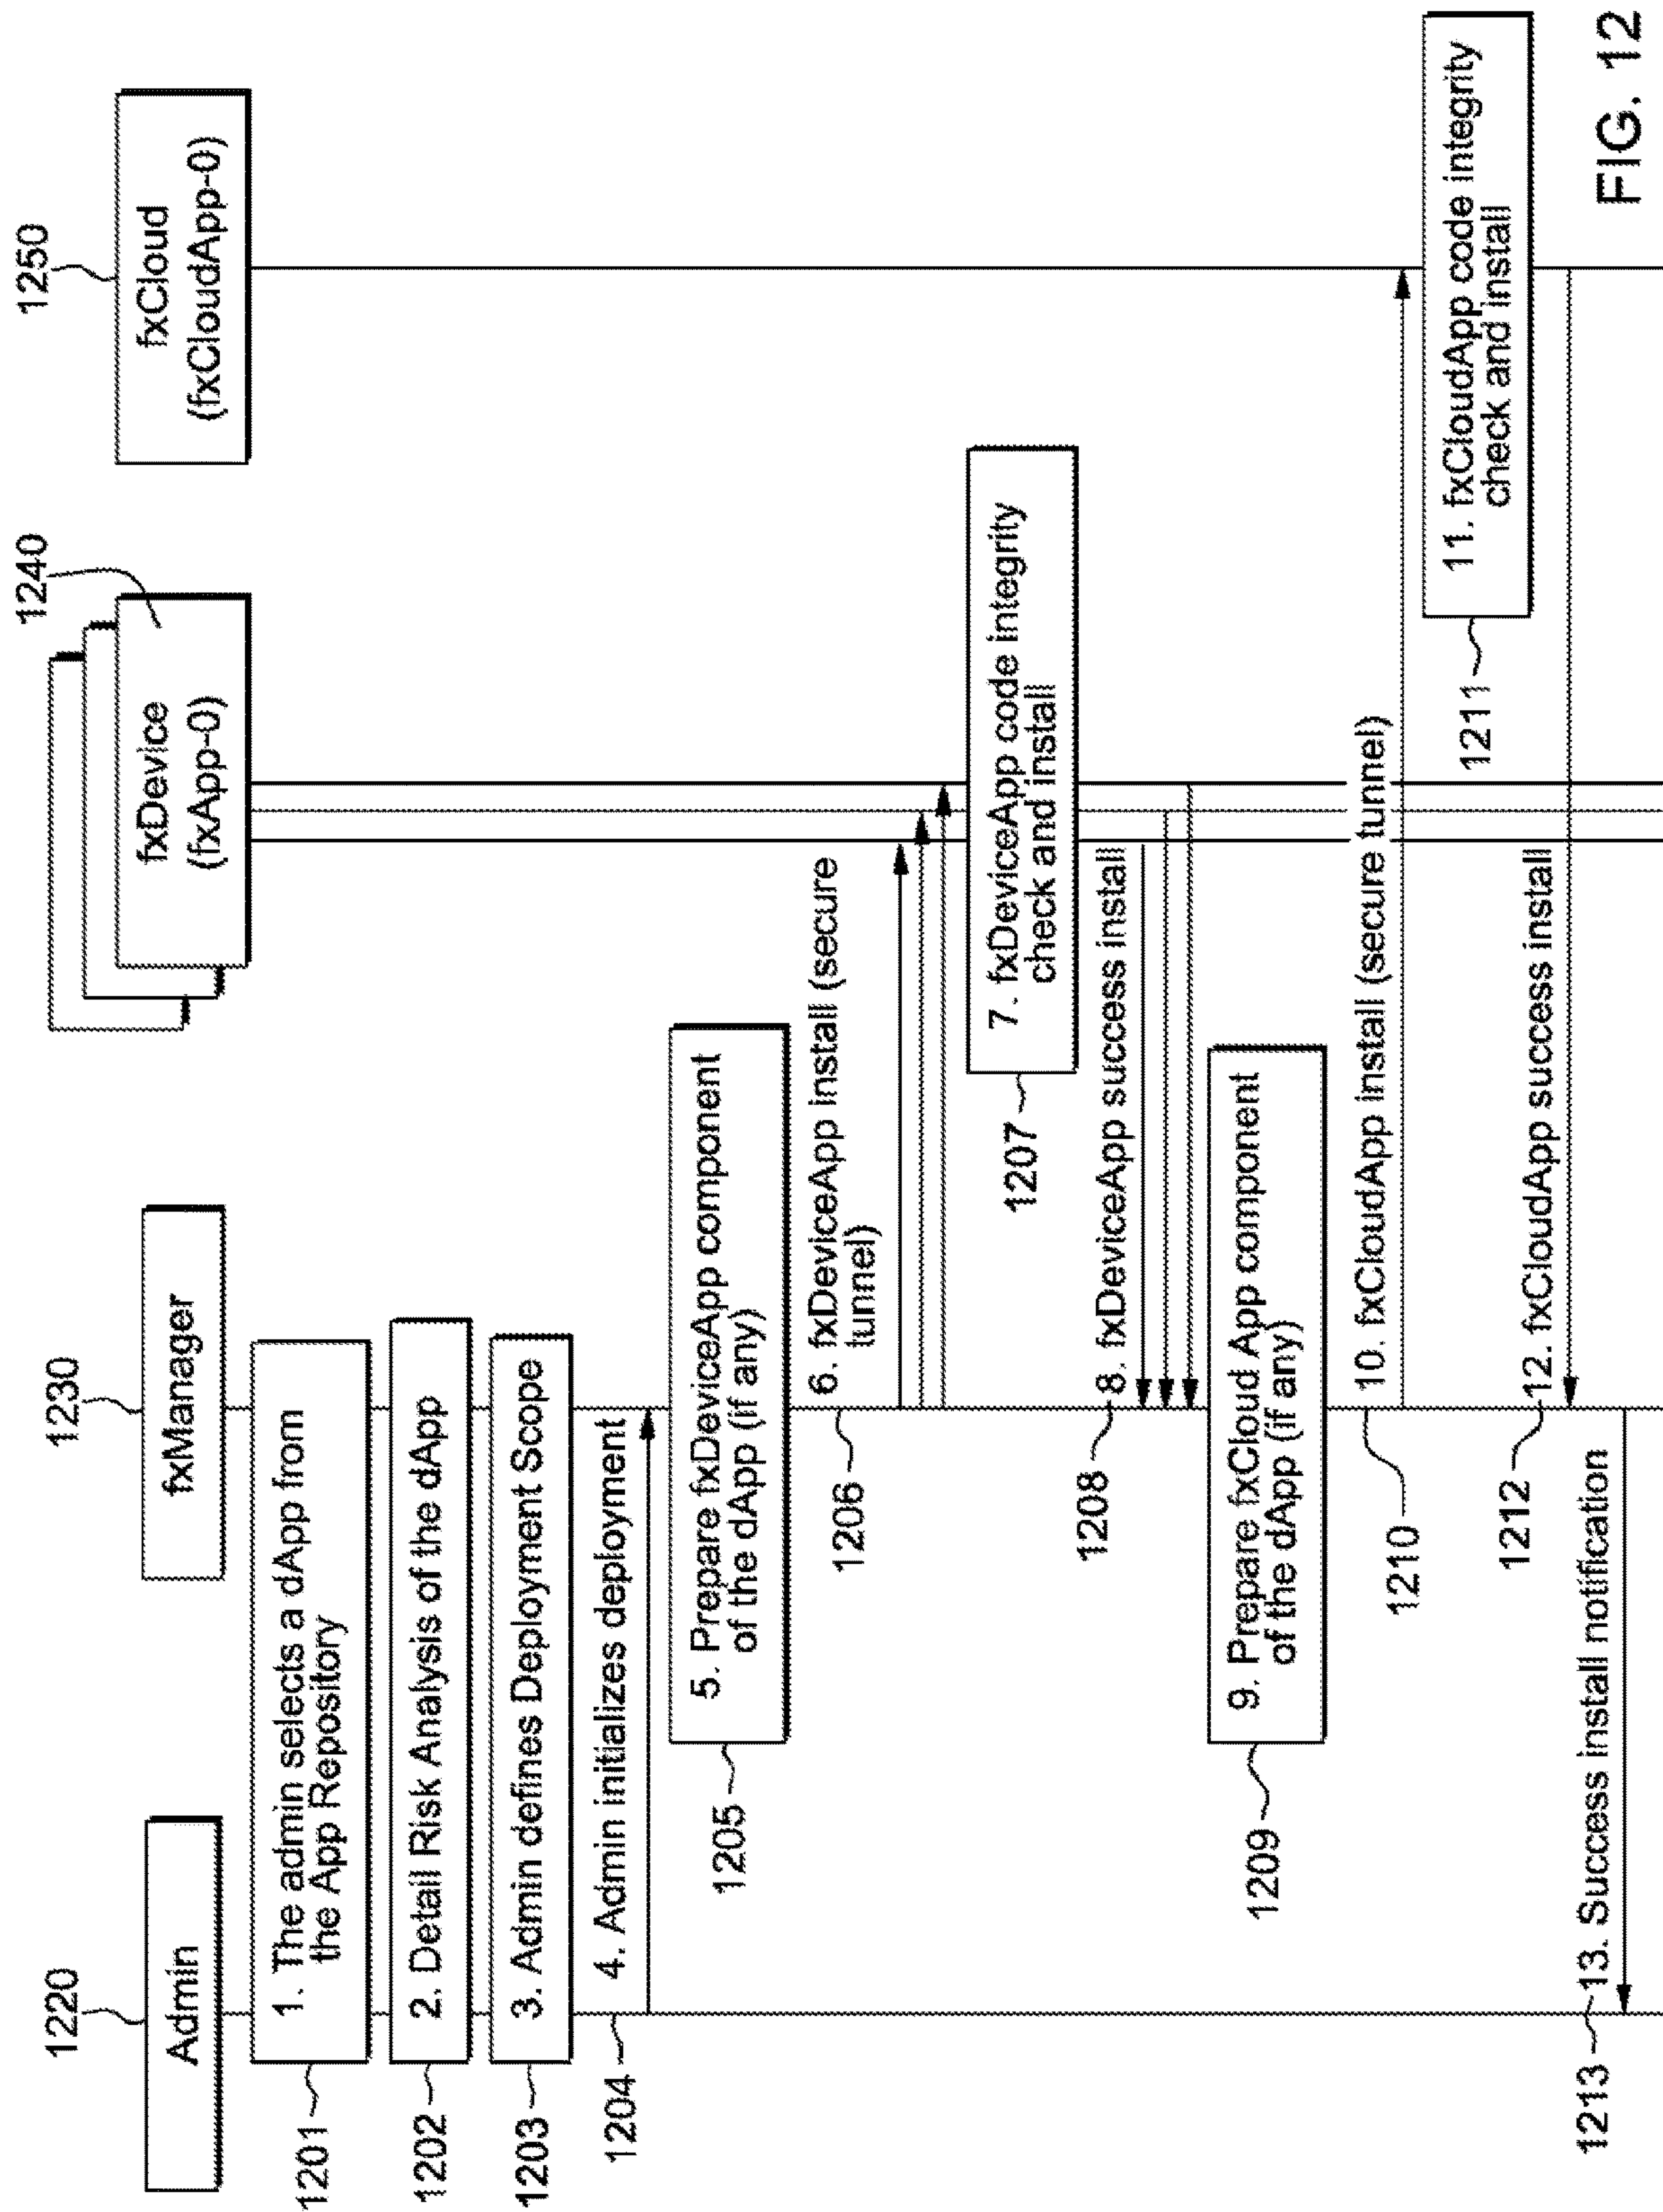 1220
Admin
1230
fxManager
1240
fxDevice
(fxApp-0)
1250
fxCloud
(fxCloudApp-0)
1201
1. The admin selects a dApp from
the App Repository
1202
2. Detail Risk Analysis of the dApp
1203
3. Admin defines Deployment Scope
1204
4. Admin initializes deployment
1205
5. Prepare fxDeviceApp component
of the dApp (if any)
1206
6. fxDeviceApp install (secure
tunnel)
1207
7. fxDeviceApp code integrity
check and install
1208
8. fxDeviceApp success install
1209
9. Prepare fxCloud App component
of the dApp (if any)
1210
10. fxCloudApp install (secure tunnel)
1211
11. fxCloudApp code integrity
check and install
1212
12. fxCloudApp success install
1213
13. Success install notification
FIG. 12